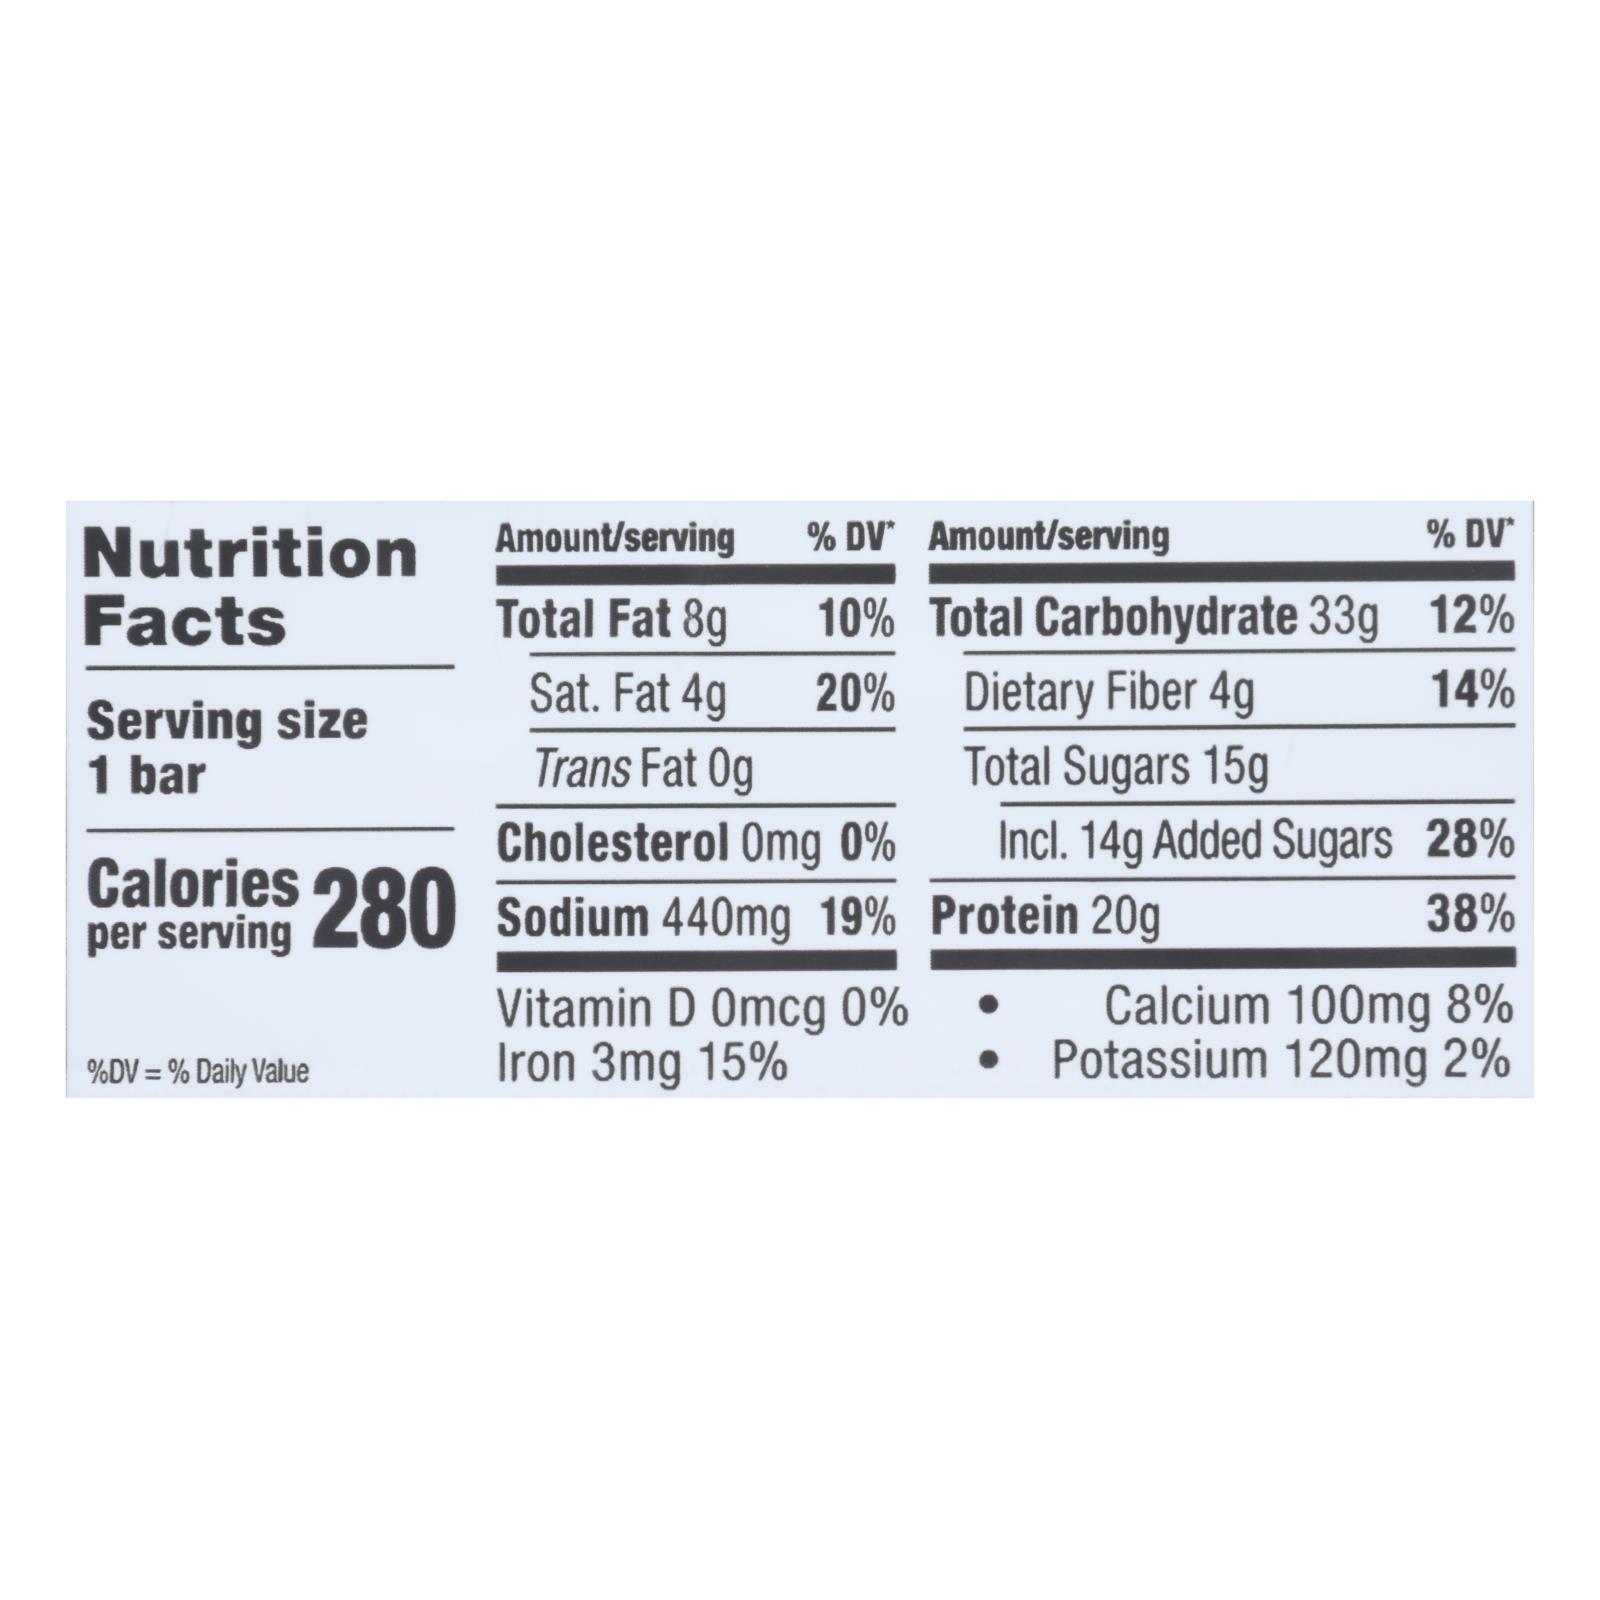 Nutrition
Facts
Serving size
1 bar
Calories
per serving 280
%DV = % Daily Value
Amount/serving % DV*
Total Fat 8g 10%
Sat. Fat 4g 20%
Trans Fat 0g
Cholesterol 0mg 0%
Sodium 440mg 19%
Vitamin D 0mcg 0%
Iron 3mg 15%
Amount/serving % DV*
Total Carbohydrate 33g 12%
Dietary Fiber 4g 14%
Total Sugars 15g
Incl. 14g Added Sugars 28%
Protein 20g 38%
• Calcium 100mg 8%
• Potassium 120mg 2%